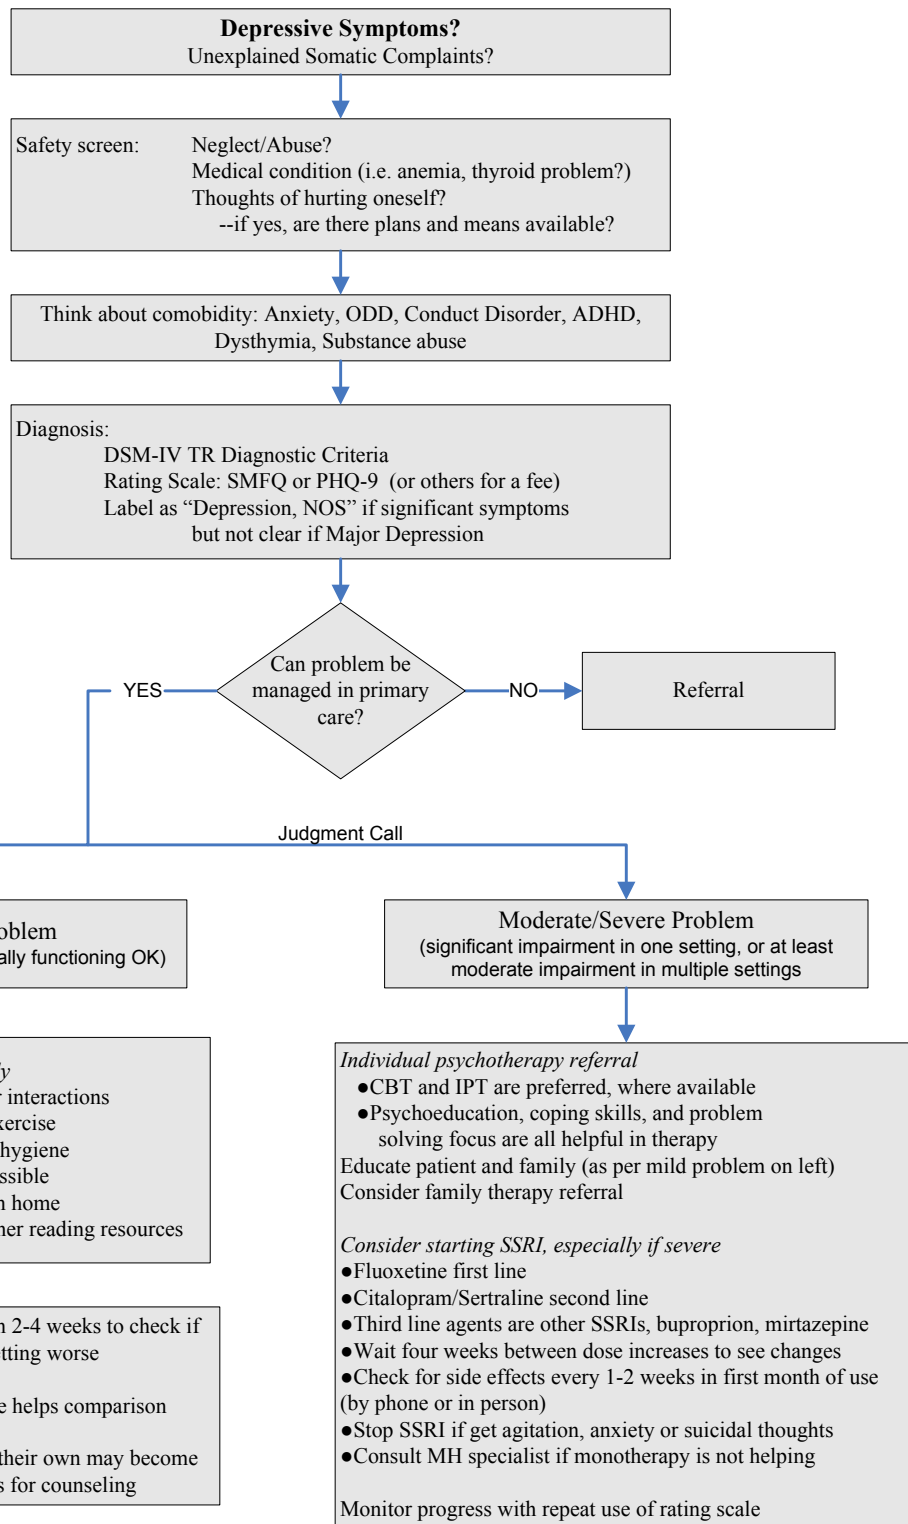 Depressive Symptoms?
Unexplained Somatic Complaints?
Safety screen: Neglect/Abuse?
Medical condition (i.e. anemia, thyroid problem?)
Thoughts of hurting oneself?
--if yes, are there plans and means available?
Think about comobidity: Anxiety, ODD, Conduct Disorder, ADHD,
Dysthymia, Substance abuse
Diagnosis:
DSM-IV TR Diagnostic Criteria
Rating Scale: SMFQ or PHQ-9 (or others for a fee)
Label as “Depression, NOS” if significant symptoms
but not clear if Major Depression
Can problem be
managed in primary
care?
YES
NO
Referral
Judgment Call
oblem
ally functioning OK)
Moderate/Severe Problem
(significant impairment in one setting, or at least
moderate impairment in multiple settings
y
r interactions
xercise
hygiene
ssible
n home
her reading resources
n 2-4 weeks to check if
etting worse
e helps comparison
their own may become
s for counseling
Individual psychotherapy referral
●CBT and IPT are preferred, where available
●Psychoeducation, coping skills, and problem
solving focus are all helpful in therapy
Educate patient and family (as per mild problem on left)
Consider family therapy referral
Consider starting SSRI, especially if severe
●Fluoxetine first line
●Citalopram/Sertraline second line
●Third line agents are other SSRIs, buproprion, mirtazepine
●Wait four weeks between dose increases to see changes
●Check for side effects every 1-2 weeks in first month of use
(by phone or in person)
●Stop SSRI if get agitation, anxiety or suicidal thoughts
●Consult MH specialist if monotherapy is not helping
Monitor progress with repeat use of rating scale